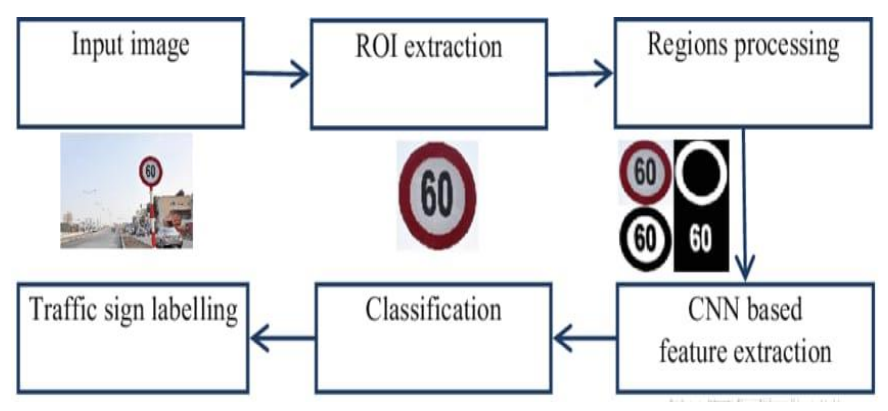 Input image
ROI extraction
Regions processing
60
60
60
60
60
Traffic sign labelling
Classification
CNN based
feature extraction